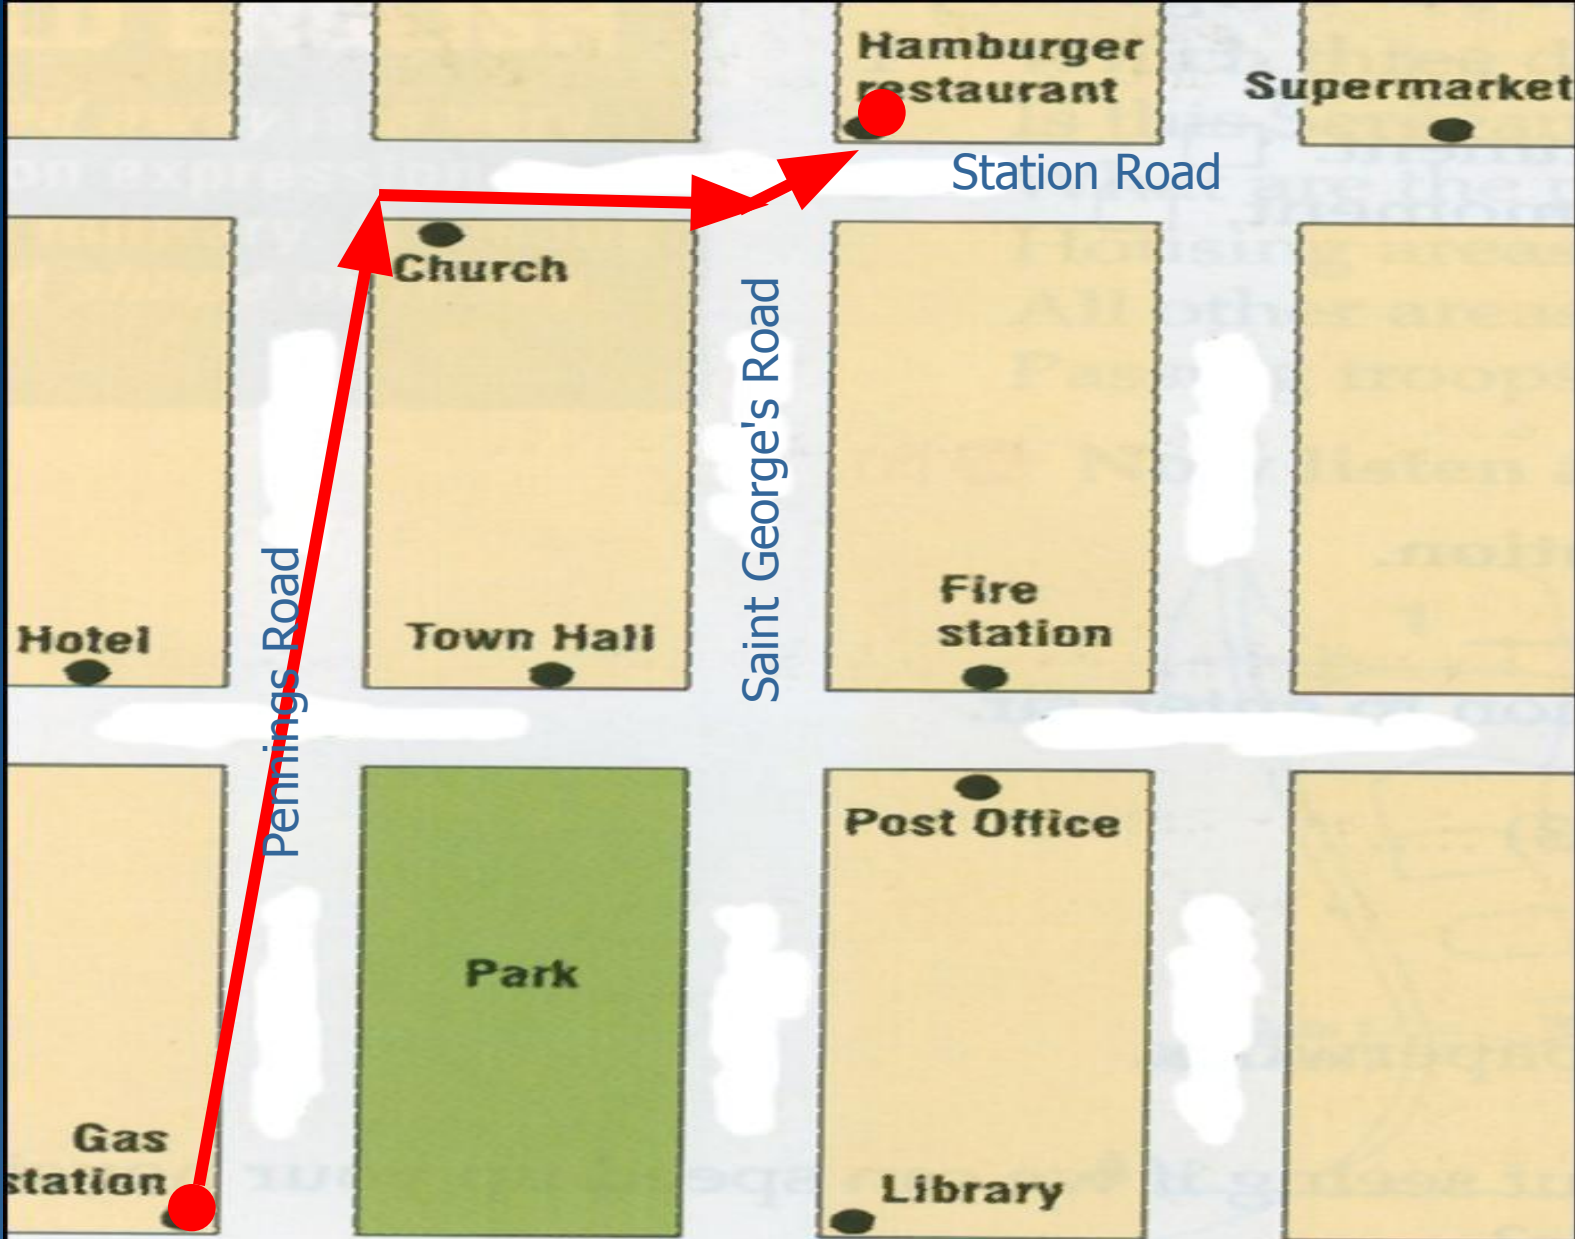 Hamburger
restaurant
Supermarket
Station Road
Church
Saint George's Road
Fire
station
Hotel
Town Hall
Pennings Road
Post Office
Park
Gas
station
Library